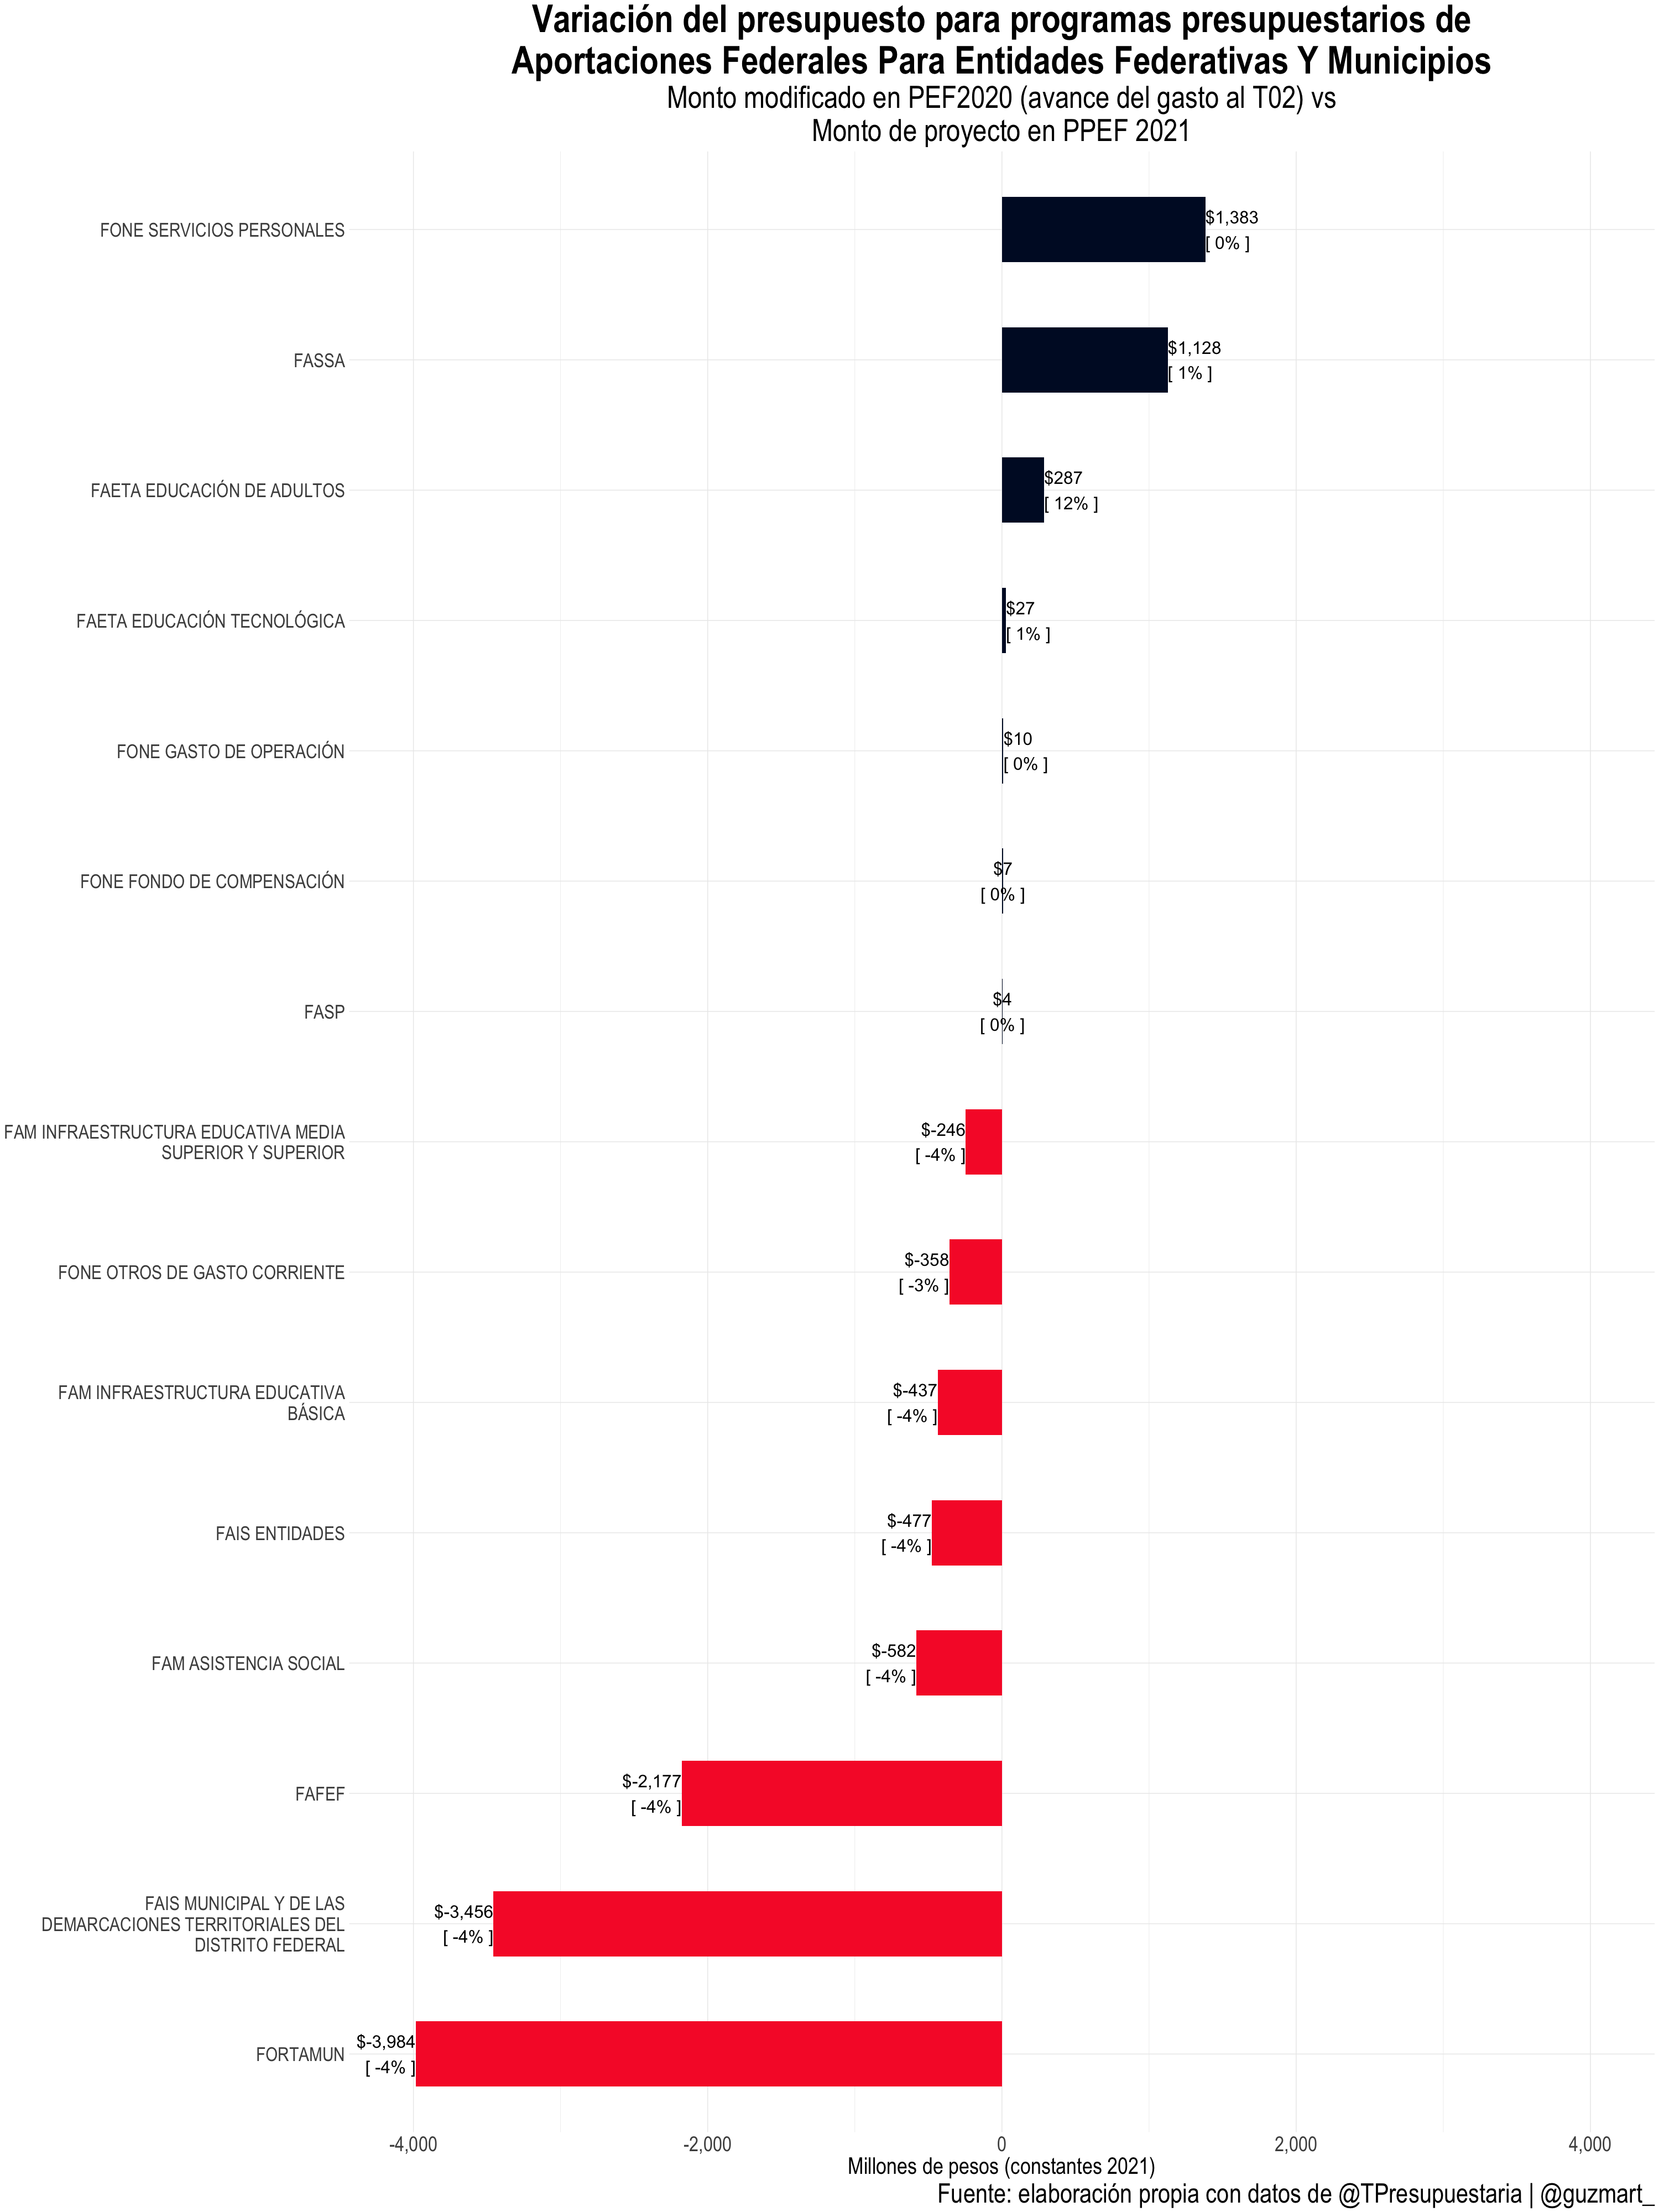 Variación del presupuesto para programas presupuestarios de
Aportaciones Federales Para Entidades Federativas Y Municipios
Monto modificado en PEF2020 (avance del gasto al T02) vs
Monto de proyecto en PPEF 2021
FONE SERVICIOS PERSONALES
$1,383
[ 0% ]
FASSA
$1,128
[ 1% ]
FAETA EDUCACIÓN DE ADULTOS
$287
[ 12% ]
FAETA EDUCACIÓN TECNOLÓGICA
$27
[ 1% ]
FONE GASTO DE OPERACIÓN
$10
[ 0% ]
FONE FONDO DE COMPENSACIÓN
$7
[ 0% ]
FASP
$4
[ 0% ]
FAM INFRAESTRUCTURA EDUCATIVA MEDIA
SUPERIOR Y SUPERIOR
$-246
[ -4% ]
FONE OTROS DE GASTO CORRIENTE
$-358
[ -3% ]
FAM INFRAESTRUCTURA EDUCATIVA
BÁSICA
$-437
[ -4% ]
FAIS ENTIDADES
$-477
[ -4% ]
FAM ASISTENCIA SOCIAL
$-582
[ -4% ]
FAFEF
$-2,177
[ -4% ]
FAIS MUNICIPAL Y DE LAS
DEMARCACIONES TERRITORIALES DEL
DISTRITO FEDERAL
$-3,456
[ -4% ]
FORTAMUN
$-3,984
[ -4% ]
-4,000 -2,000 0 2,000 4,000
Millones de pesos (constantes 2021)
Fuente: elaboración propia con datos de @TPresupuestaria | @guzmart_